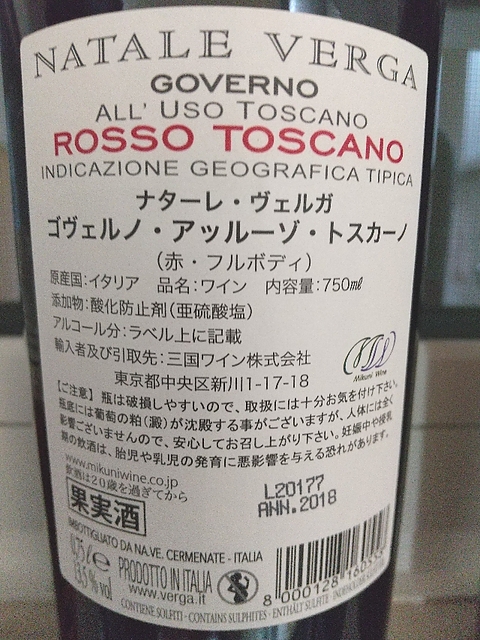 NATALE VERGA
GOVERNO
ALL' USO TOSCANO
ROSSO TOSCANO
INDICAZIONE GEOGRAFICA TIPICA
ナターレ・ヴェルガ
ゴヴェルノ・アッルーゾ・トスカーノ
(赤・フルボディ)
原産国:イタリア 品名:ワイン 内容量:750㎖
添加物:酸化防止剤(亜硫酸塩)
アルコール分:ラベル上に記載
輸入者及び引取先:三国ワイン株式会社
東京都中央区新川1-17-18
Mikuni Wine
【ご注意】瓶は破損しやすいので、取扱には十分お気を付け下さい。
瓶底には葡萄の粕(澱)が沈殿する事がございますが、人体には全く
影響ございませんので、安心してお召し上がり下さい。妊娠中や授乳
期の飲酒は、胎児や乳児の発育に悪影響を与える恐れがあります。
www.mikuniwine.co.jp
飲酒は20歳を過ぎてから
果実酒
L20177
ANN.2018
IMBOTTIGLIATO DA NA.VE. CERMENATE - ITALIA
0,75 ℓ e
13,5 % vol
PRODOTTO IN ITALIA
www.verga.it
8 000128
CONTIENE SOLFITI - CONTAINS SULPHITES - ENTHÄLT SULFITE